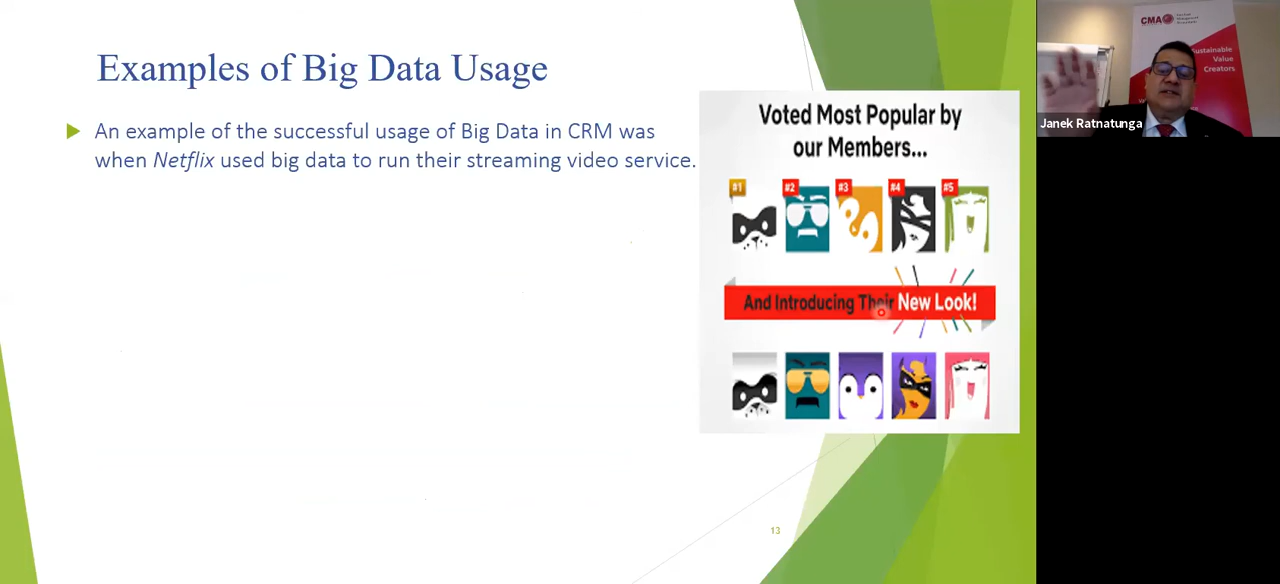 Examples of Big Data Usage
An example of the successful usage of Big Data in CRM was
when Netflix used big data to run their streaming video service.
Voted Most Popular by
our Members...
#1 #2 #3 #4 #5
And Introducing Their New Look!
13
CMA
Sustainable
Value
Creators
Janek Ratnatunga